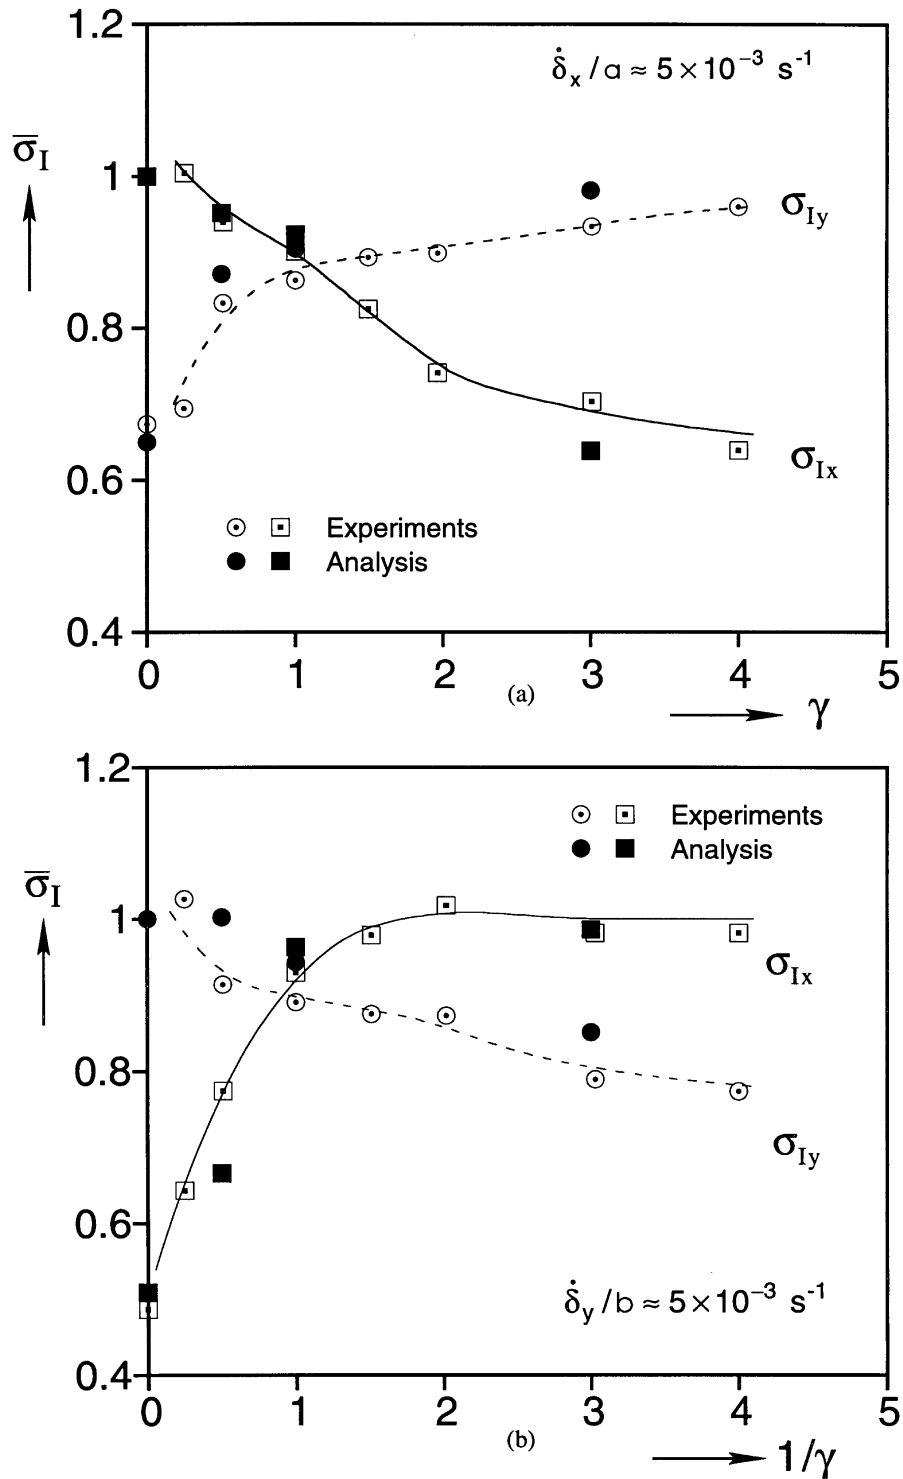 1.2
δ̇x/a ≈ 5×10⁻³ s⁻¹
σ̅I
1
σIy
0.8
0.6
σIx
Experiments
Analysis
0.4
0 1 2 3 4 5
(a)
γ
1.2
Experiments
Analysis
σ̅I
1
σIx
0.8
σIy
0.6
δ̇y/b ≈ 5×10⁻³ s⁻¹
0.4
0 1 2 3 4 5
(b)
1/γ